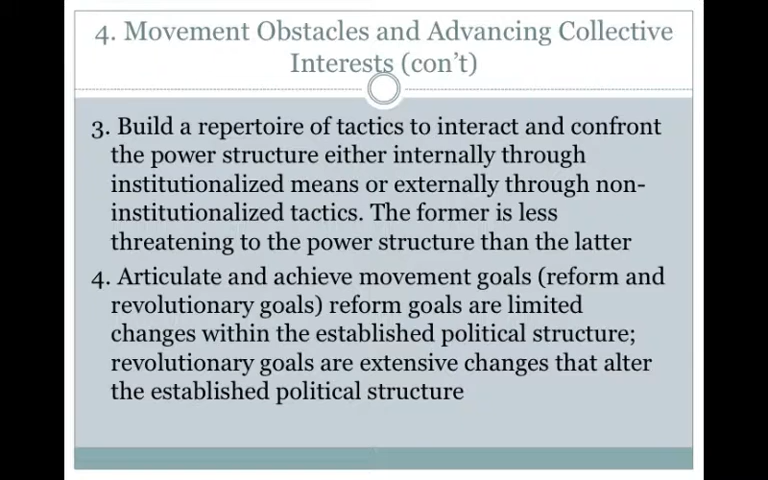 4. Movement Obstacles and Advancing Collective
Interests (con't)
3. Build a repertoire of tactics to interact and confront
the power structure either internally through
institutionalized means or externally through non-
institutionalized tactics. The former is less
threatening to the power structure than the latter
4. Articulate and achieve movement goals (reform and
revolutionary goals) reform goals are limited
changes within the established political structure;
revolutionary goals are extensive changes that alter
the established political structure